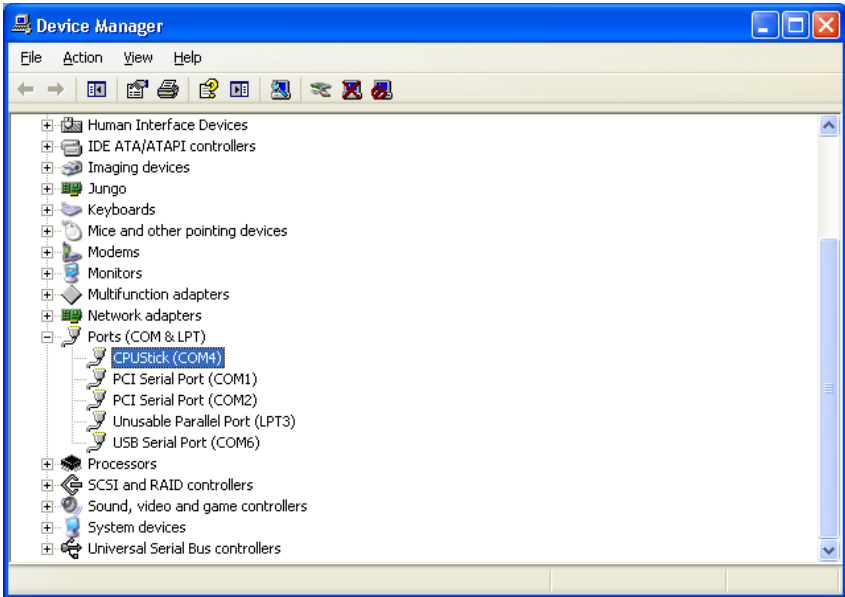 Device Manager
File Action View Help
Human Interface Devices
IDE ATA/ATAPI controllers
Imaging devices
Jungo
Keyboards
Mice and other pointing devices
Modems
Monitors
Multifunction adapters
Network adapters
Ports (COM & LPT)
CPUStick (COM4)
PCI Serial Port (COM1)
PCI Serial Port (COM2)
Unusable Parallel Port (LPT3)
USB Serial Port (COM6)
Processors
SCSI and RAID controllers
Sound, video and game controllers
System devices
Universal Serial Bus controllers